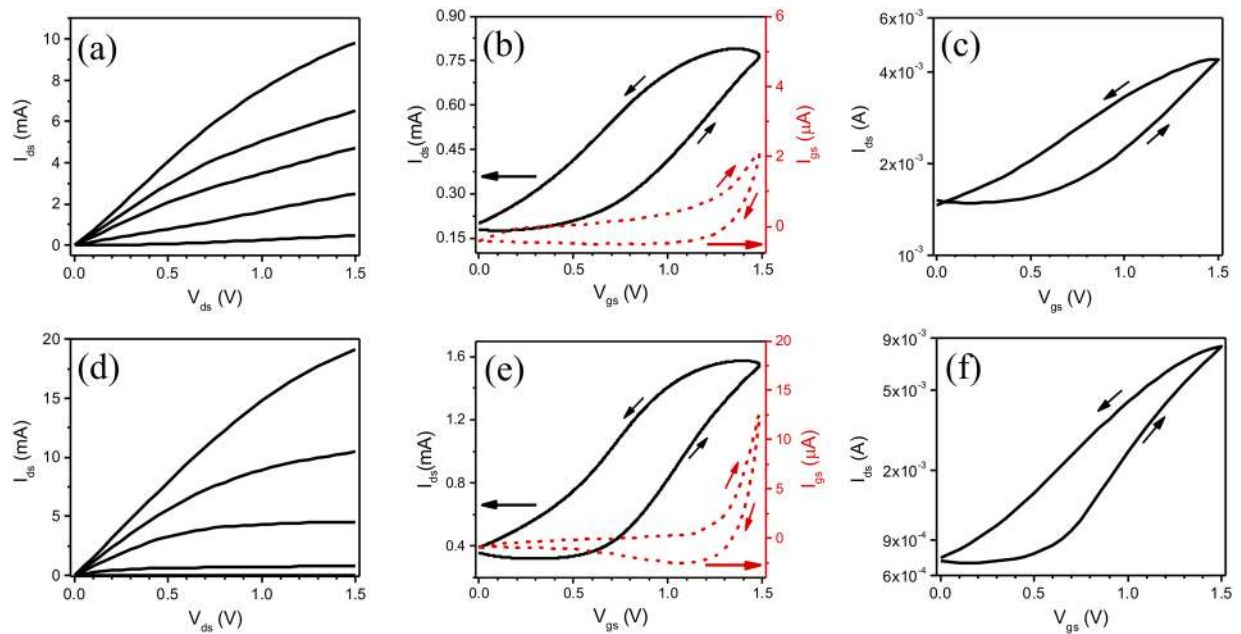 (a)
10
8
6
4
2
0
I_ds (mA)
0.0 0.5 1.0 1.5
V_ds (V)
(b)
0.90
0.75
0.60
0.45
0.30
0.15
I_ds (mA)
6
4
2
0
I_gs (μA)
0.0 0.5 1.0 1.5
V_gs (V)
(c)
6x10⁻³
4x10⁻³
2x10⁻³
10⁻³
I_ds (A)
0.0 0.5 1.0 1.5
V_gs (V)
(d)
20
15
10
5
0
I_ds (mA)
0.0 0.5 1.0 1.5
V_ds (V)
(e)
1.6
1.2
0.8
0.4
I_ds(mA)
20
17.5
12.5
10
5
2.5
0
I_gs (μA)
0.0 0.5 1.0 1.5
V_gs (V)
(f)
9x10⁻³
5x10⁻³
2x10⁻³
9x10⁻⁴
6x10⁻⁴
I_ds (A)
0.0 0.5 1.0 1.5
V_gs (V)